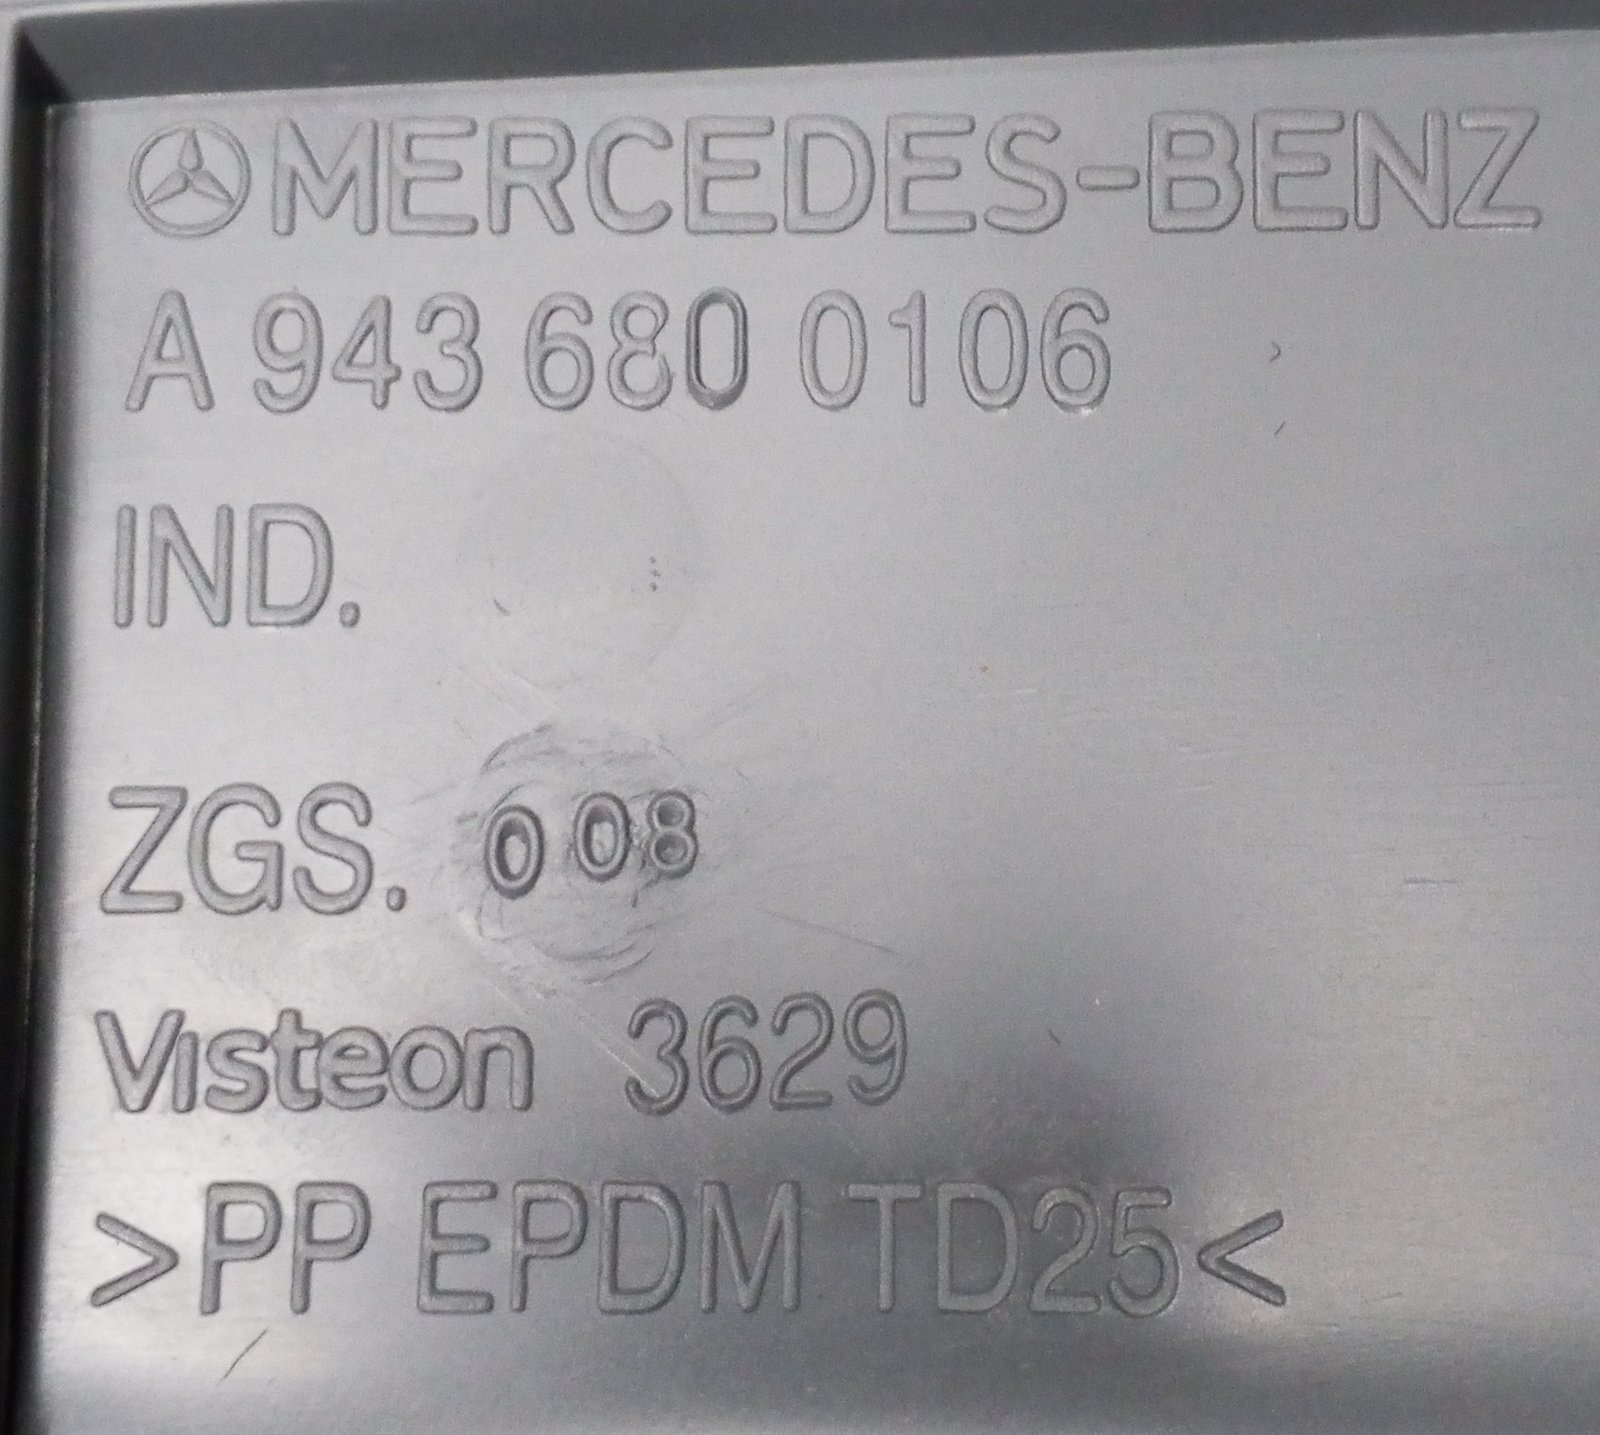 MERCEDES-BENZ
A 943 680 0106
IND.
ZGS. 008
Visteon 3629
>PP EPDM TD25<